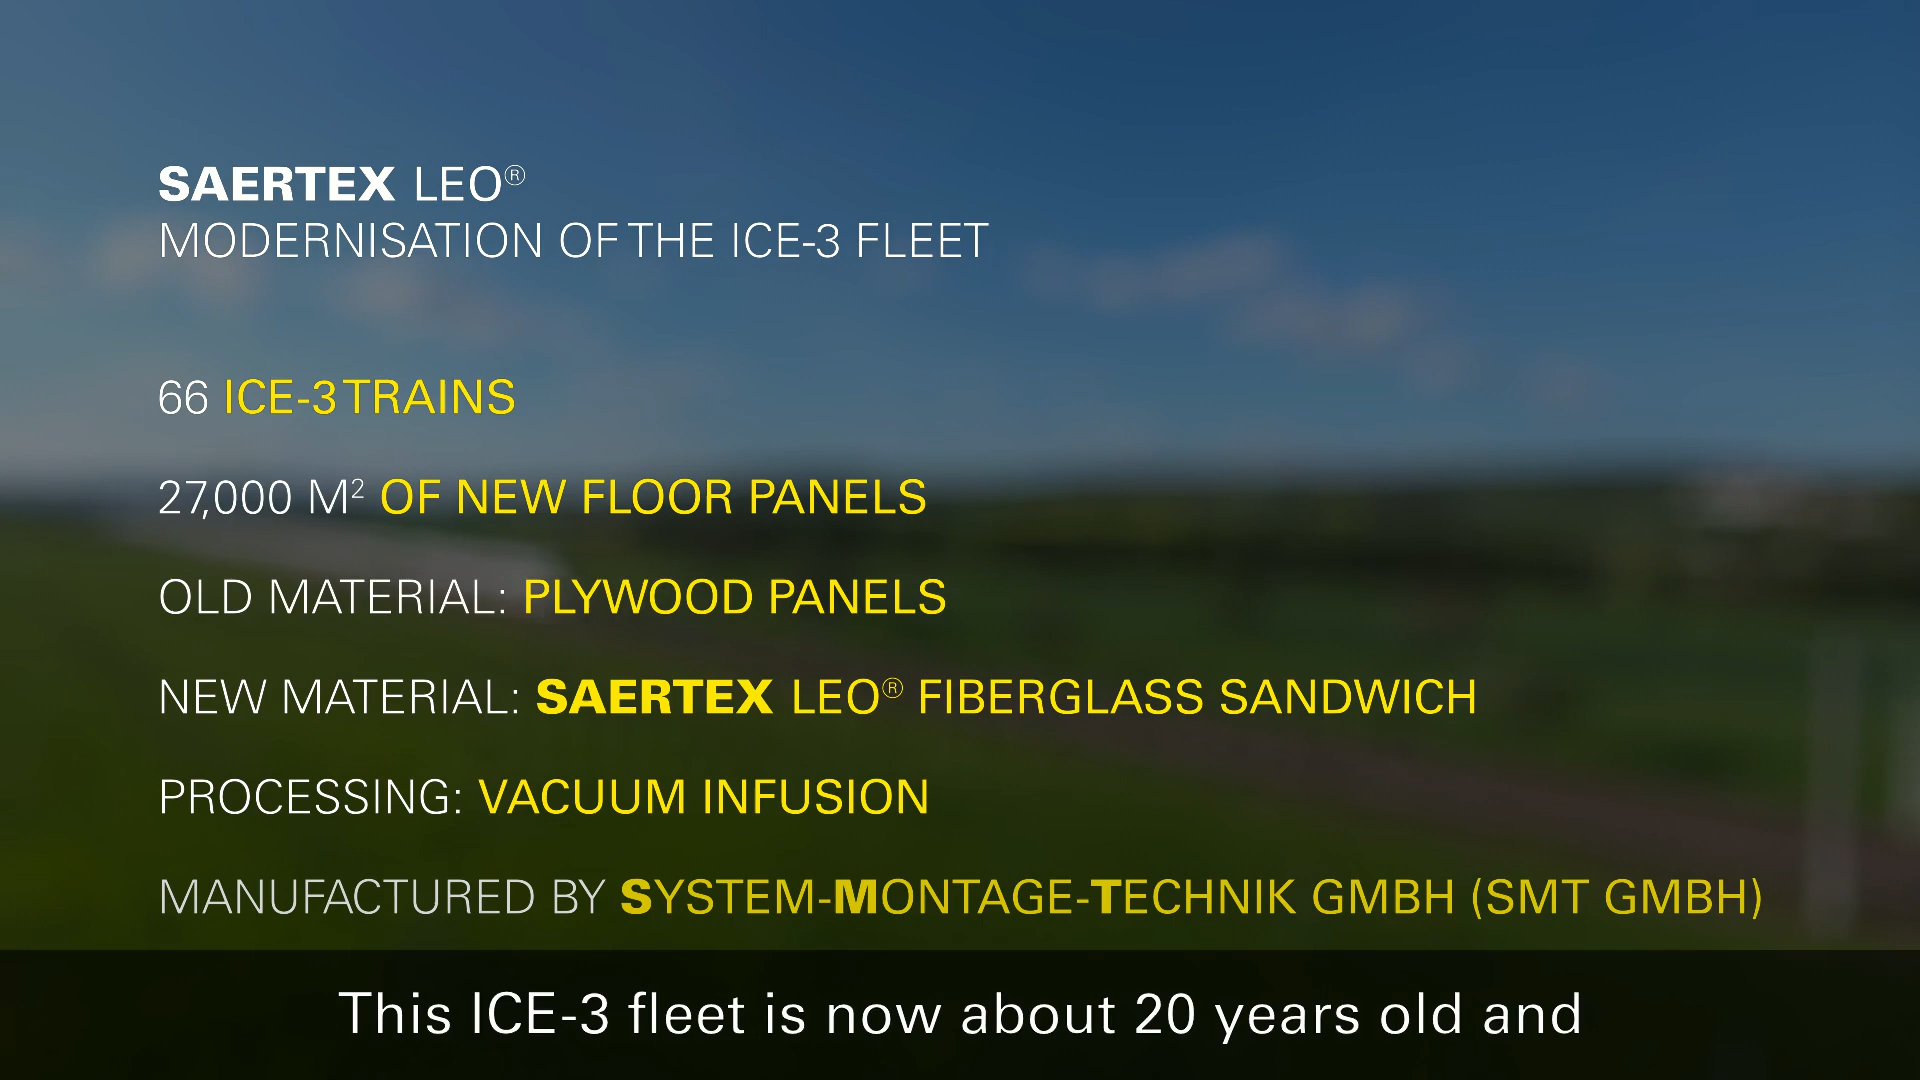 SAERTEX LEO®
MODERNISATION OF THE ICE-3 FLEET
66 ICE-3 TRAINS
27,000 M² OF NEW FLOOR PANELS
OLD MATERIAL: PLYWOOD PANELS
NEW MATERIAL: SAERTEX LEO® FIBERGLASS SANDWICH
PROCESSING: VACUUM INFUSION
MANUFACTURED BY SYSTEM-MONTAGE-TECHNIK GMBH (SMT GMBH)
This ICE-3 fleet is now about 20 years old and